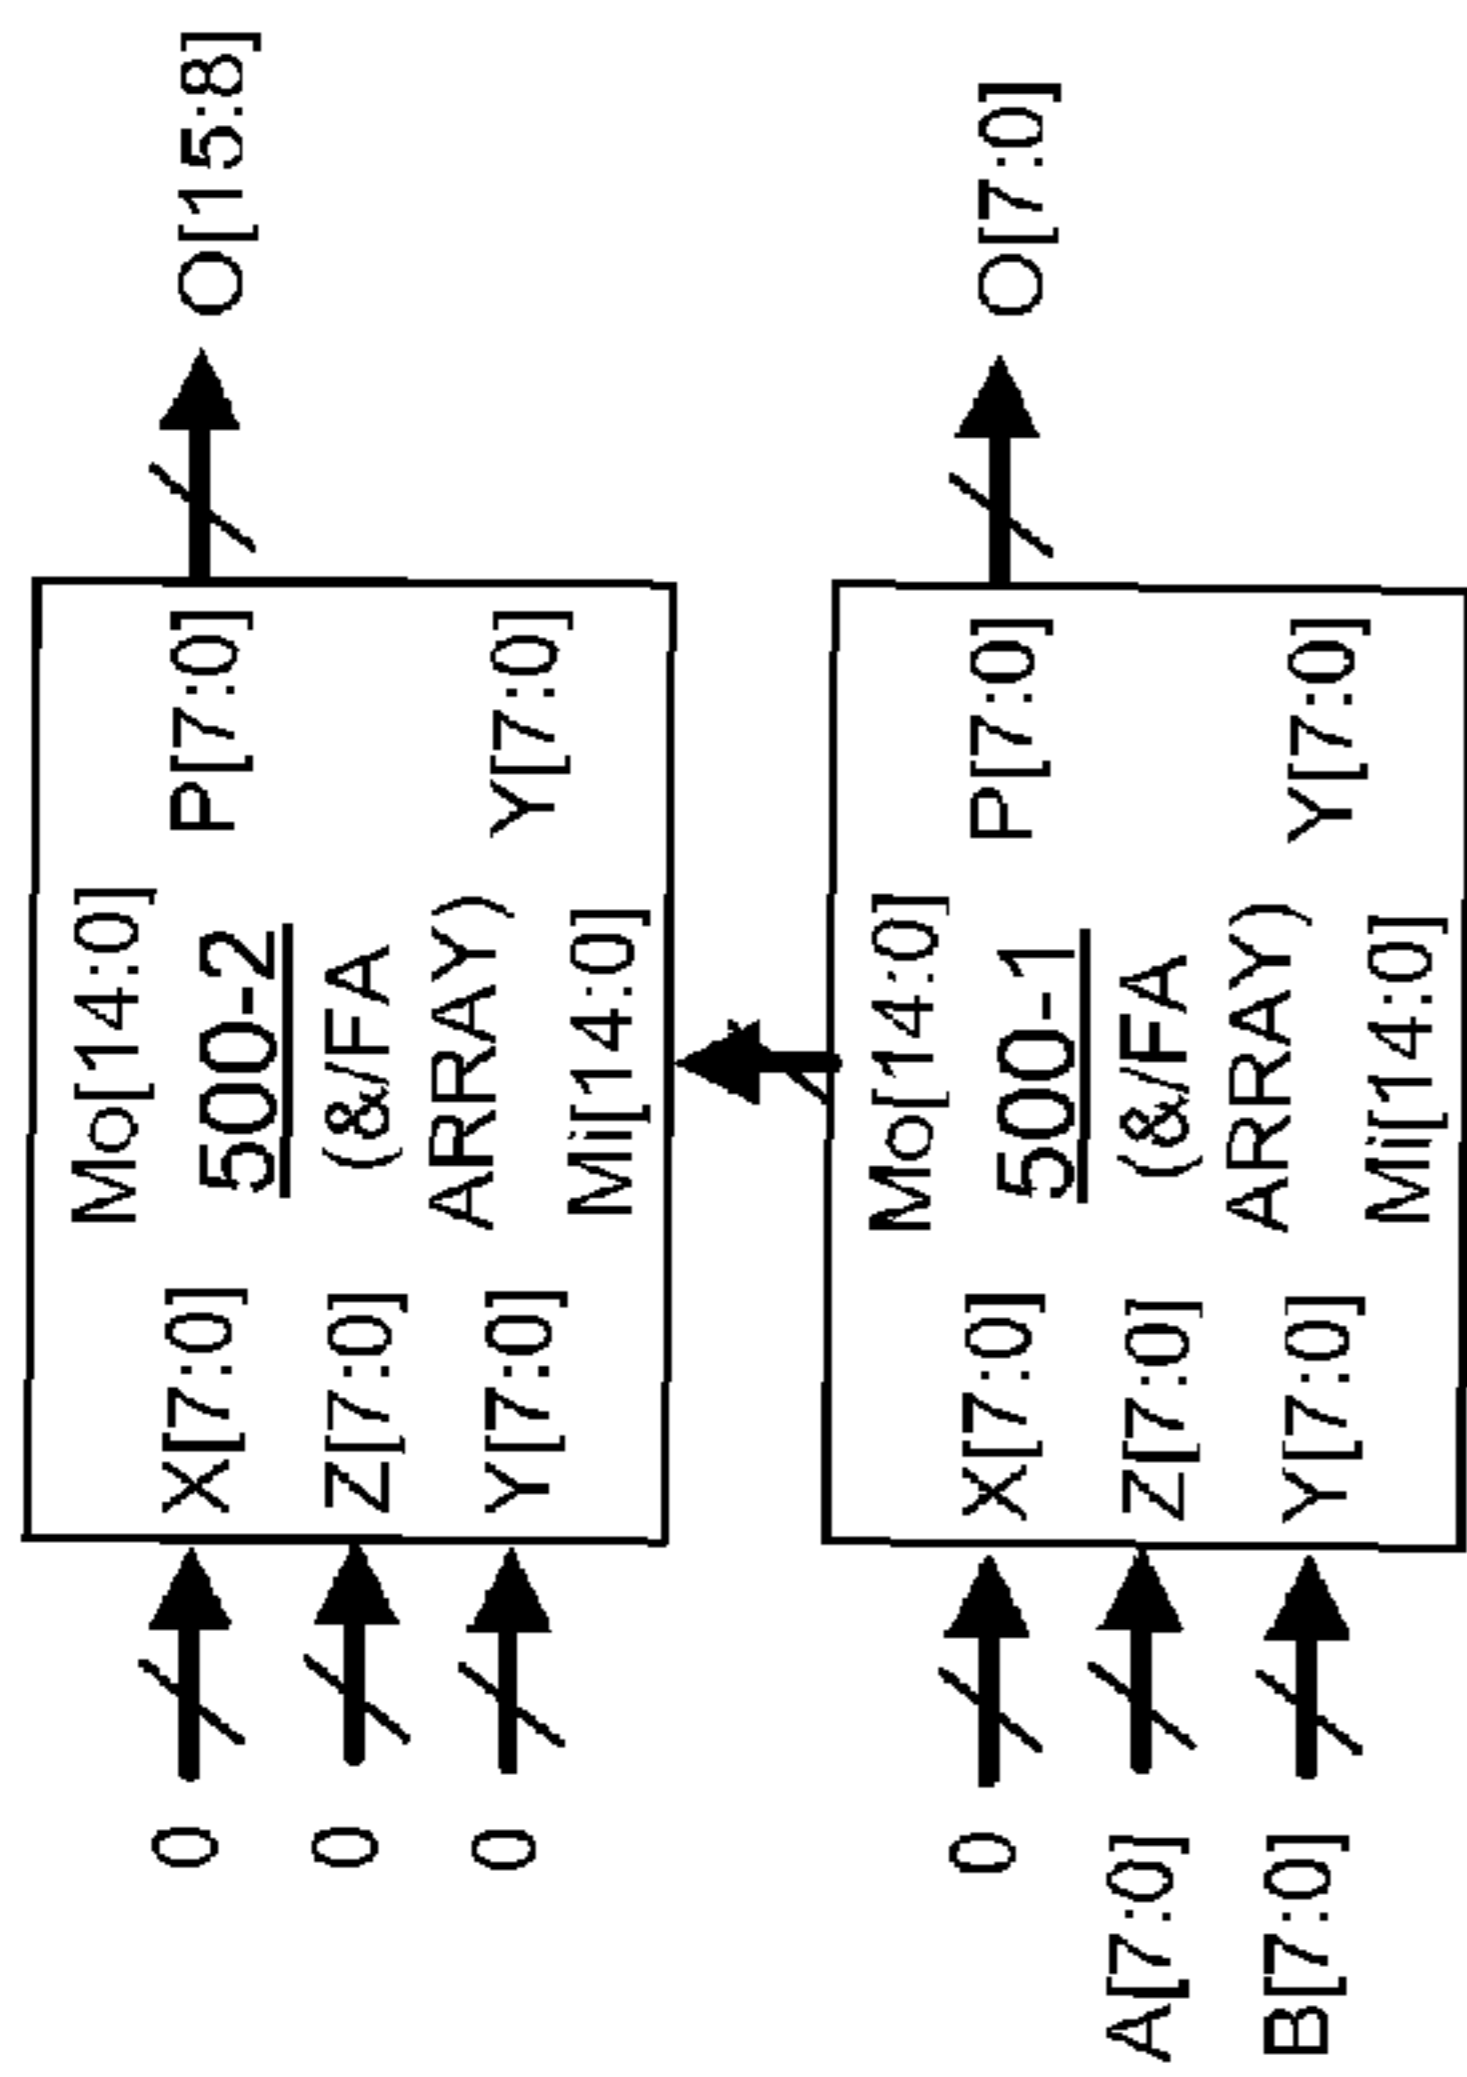 Mo[14:0]
0 X[7:0] 500-2 P[7:0] O[15:8]
0 Z[7:0] (&/FA
ARRAY)
0 Y[7:0] Y[7:0]
Mi[14:0]
Mo[14:0]
0 X[7:0] 500-1 P[7:0] O[7:0]
A[7:0] Z[7:0] (&/FA
ARRAY)
B[7:0] Y[7:0] Y[7:0]
Mi[14:0]